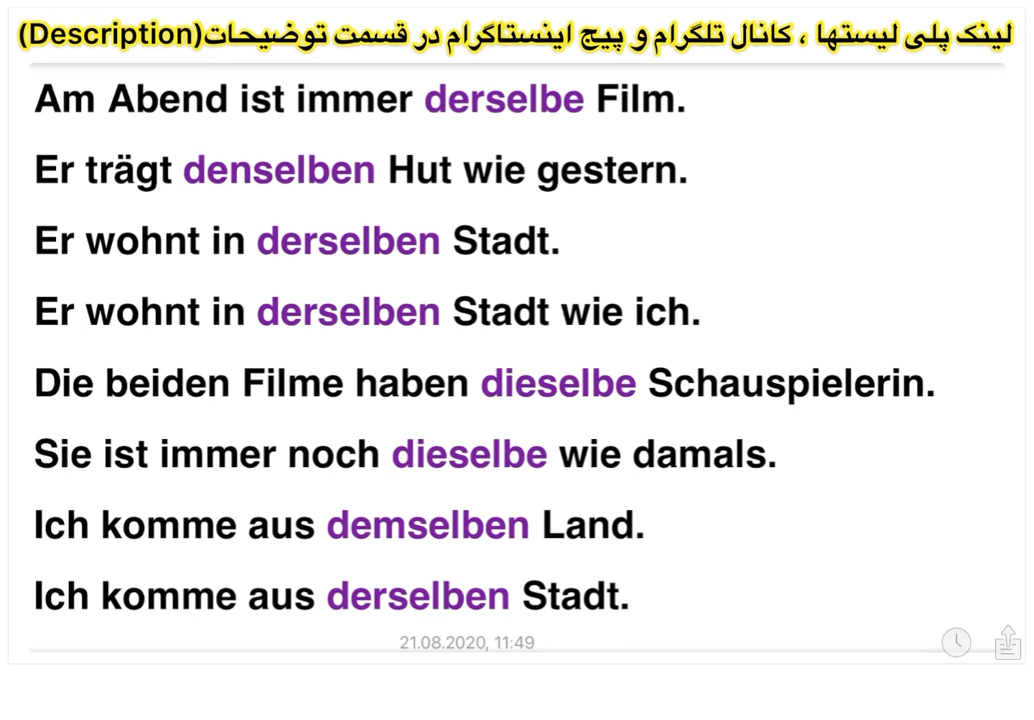 لینک پلی لیستها ، کانال تلگرام و پیج اینستاگرام در قسمت توضیحات(Description)
Am Abend ist immer derselbe Film.
Er trägt denselben Hut wie gestern.
Er wohnt in derselben Stadt.
Er wohnt in derselben Stadt wie ich.
Die beiden Filme haben dieselbe Schauspielerin.
Sie ist immer noch dieselbe wie damals.
Ich komme aus demselben Land.
Ich komme aus derselben Stadt.
21.08.2020, 11:49